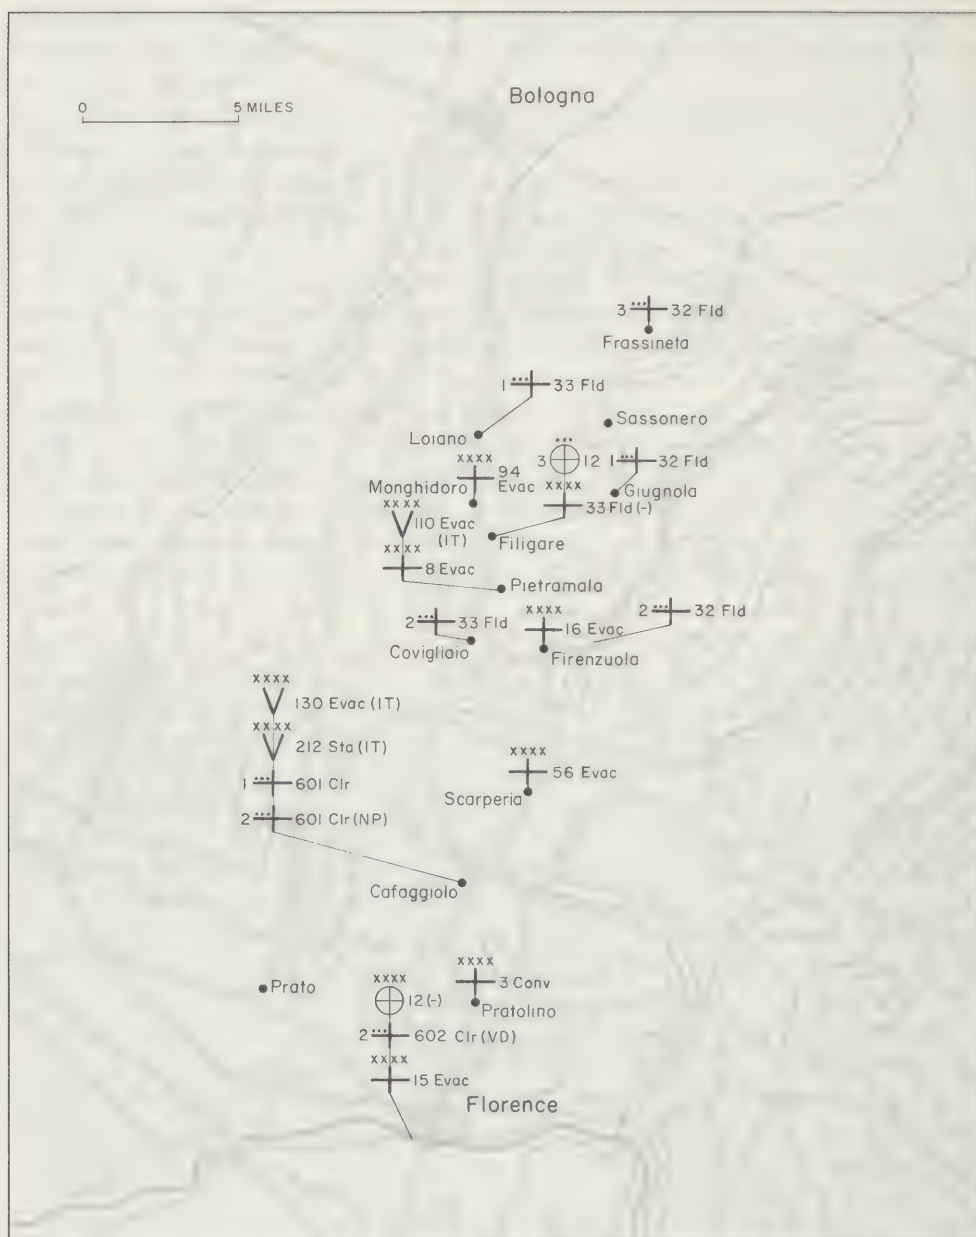 Bologna
0 5 MILES
3 32 Fld
Frassineta
1 33 Fld
Sassonero
Loiano
xxxx
3 12
1 32 Fld
94
Evac
Monghidoro
xxxx
Giugnola
33 Fld (-)
xxxx
110 Evac
(IT)
Filigare
xxxx
8 Evac
Pietramala
2 33 Fld
Covigliaio
xxxx
16 Evac
Firenzuola
2 32 Fld
xxxx
130 Evac (IT)
xxxx
212 Sta (IT)
1 601 Clr
2 601 Clr (NP)
xxxx
56 Evac
Scarperia
Cafaggiolo
Prato
xxxx
12 (-)
xxxx
3 Conv
Pratolino
2 602 Clr (VD)
xxxx
15 Evac
Florence